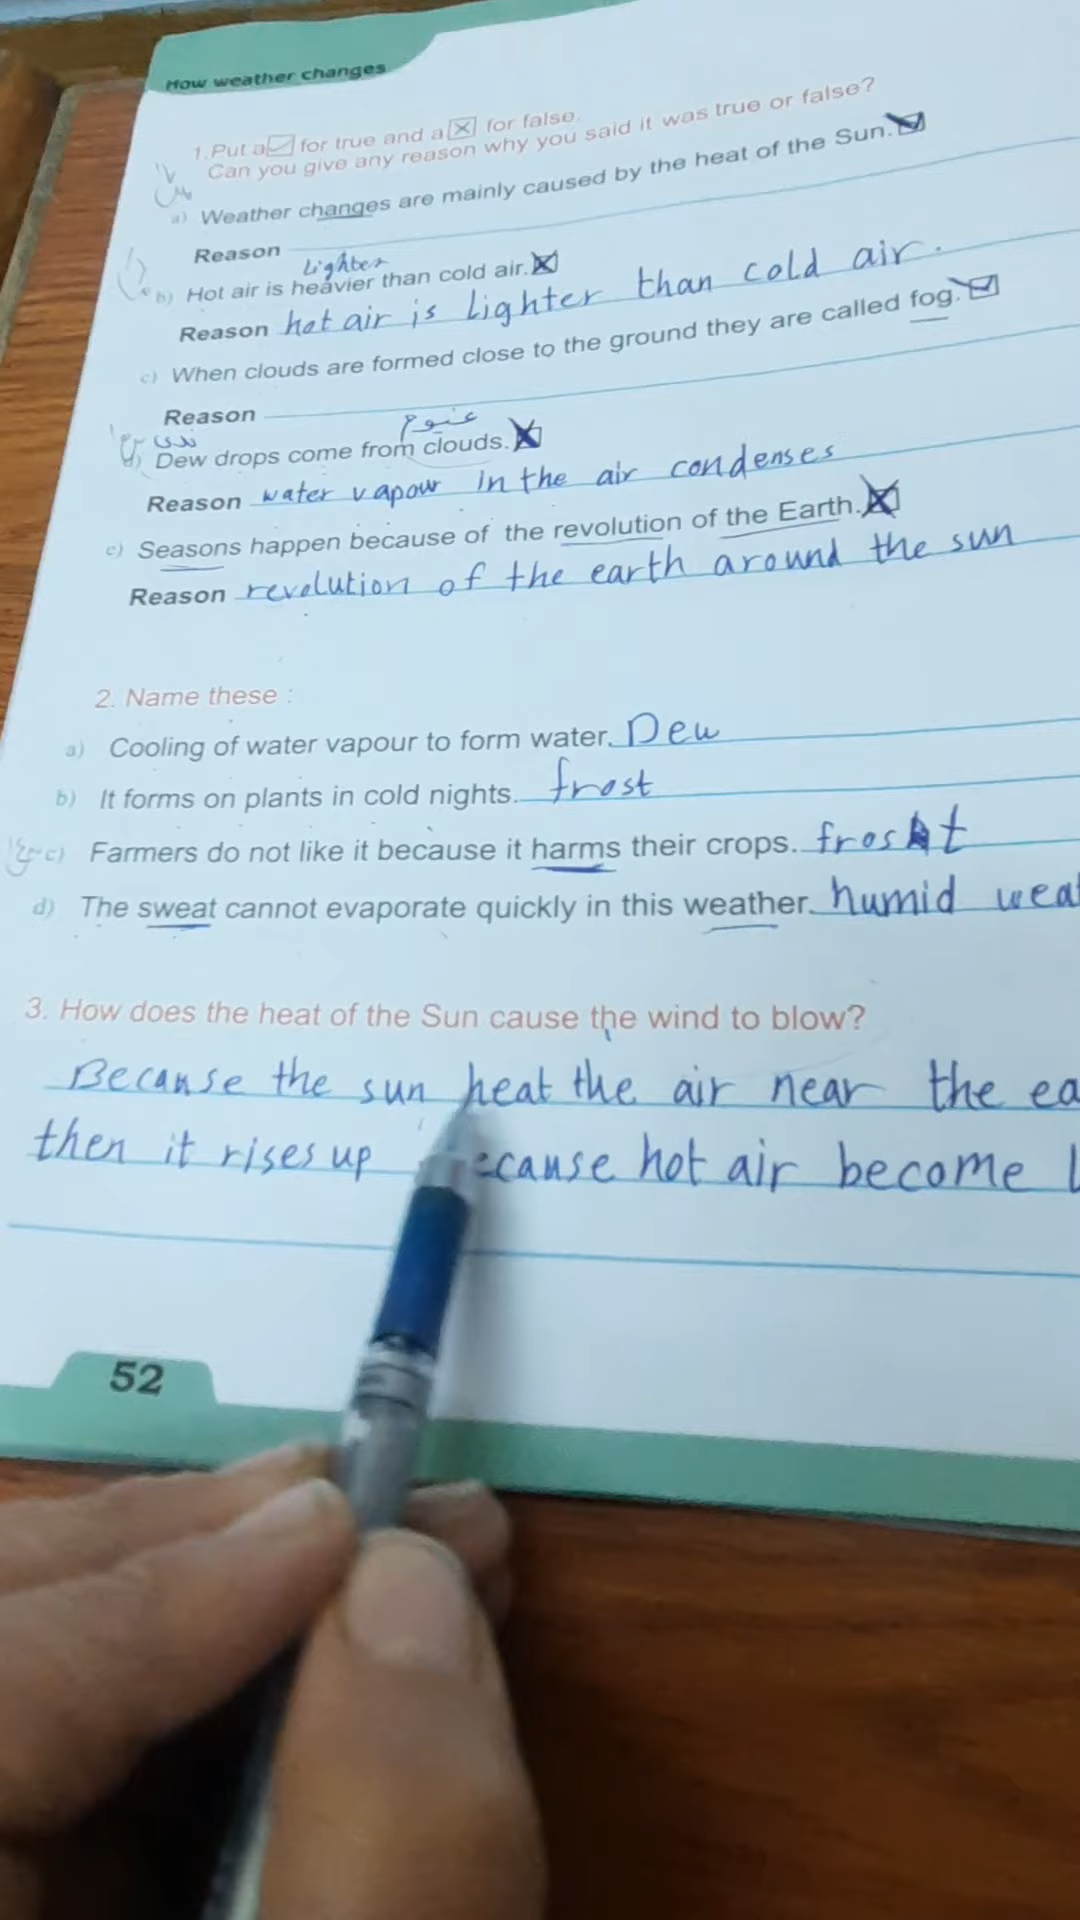 How weather changes
1. Put a ☑ for true and a ☒ for false.
Can you give any reason why you said it was true or false?
a) Weather changes are mainly caused by the heat of the Sun. ☑
Reason
Lighter
b) Hot air is heavier than cold air. ☒
Reason hot air is Lighter than cold air.
c) When clouds are formed close to the ground they are called fog. ☑
Reason
ندى
Dew drops come from clouds. ☒
Reason water vapour in the air condenses
c) Seasons happen because of the revolution of the Earth. ☒
Reason revolution of the earth around the sun
2. Name these :
a) Cooling of water vapour to form water. Dew
b) It forms on plants in cold nights. frost
c) Farmers do not like it because it harms their crops. frost
d) The sweat cannot evaporate quickly in this weather. humid
3. How does the heat of the Sun cause the wind to blow?
Because the sun heat the air near the
then it rises up hot air become
52